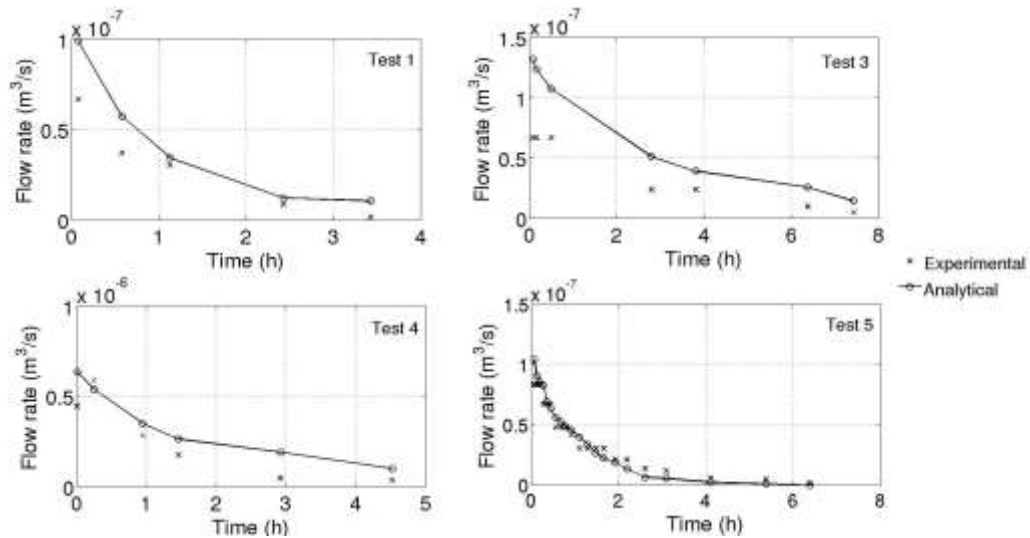 x 10⁻⁷
1
0.5
0
0 1 2 3 4
Flow rate (m³/s)
Time (h)
Test 1
x 10⁻⁷
1.5
1
0.5
0
0 2 4 6 8
Flow rate (m³/s)
Time (h)
Test 3
x 10⁻⁶
1
0.5
0
0 1 2 3 4 5
Flow rate (m³/s)
Time (h)
Test 4
x 10⁻⁷
1.5
1
0.5
0
0 2 4 6 8
Flow rate (m³/s)
Time (h)
Test 5
Experimental
Analytical